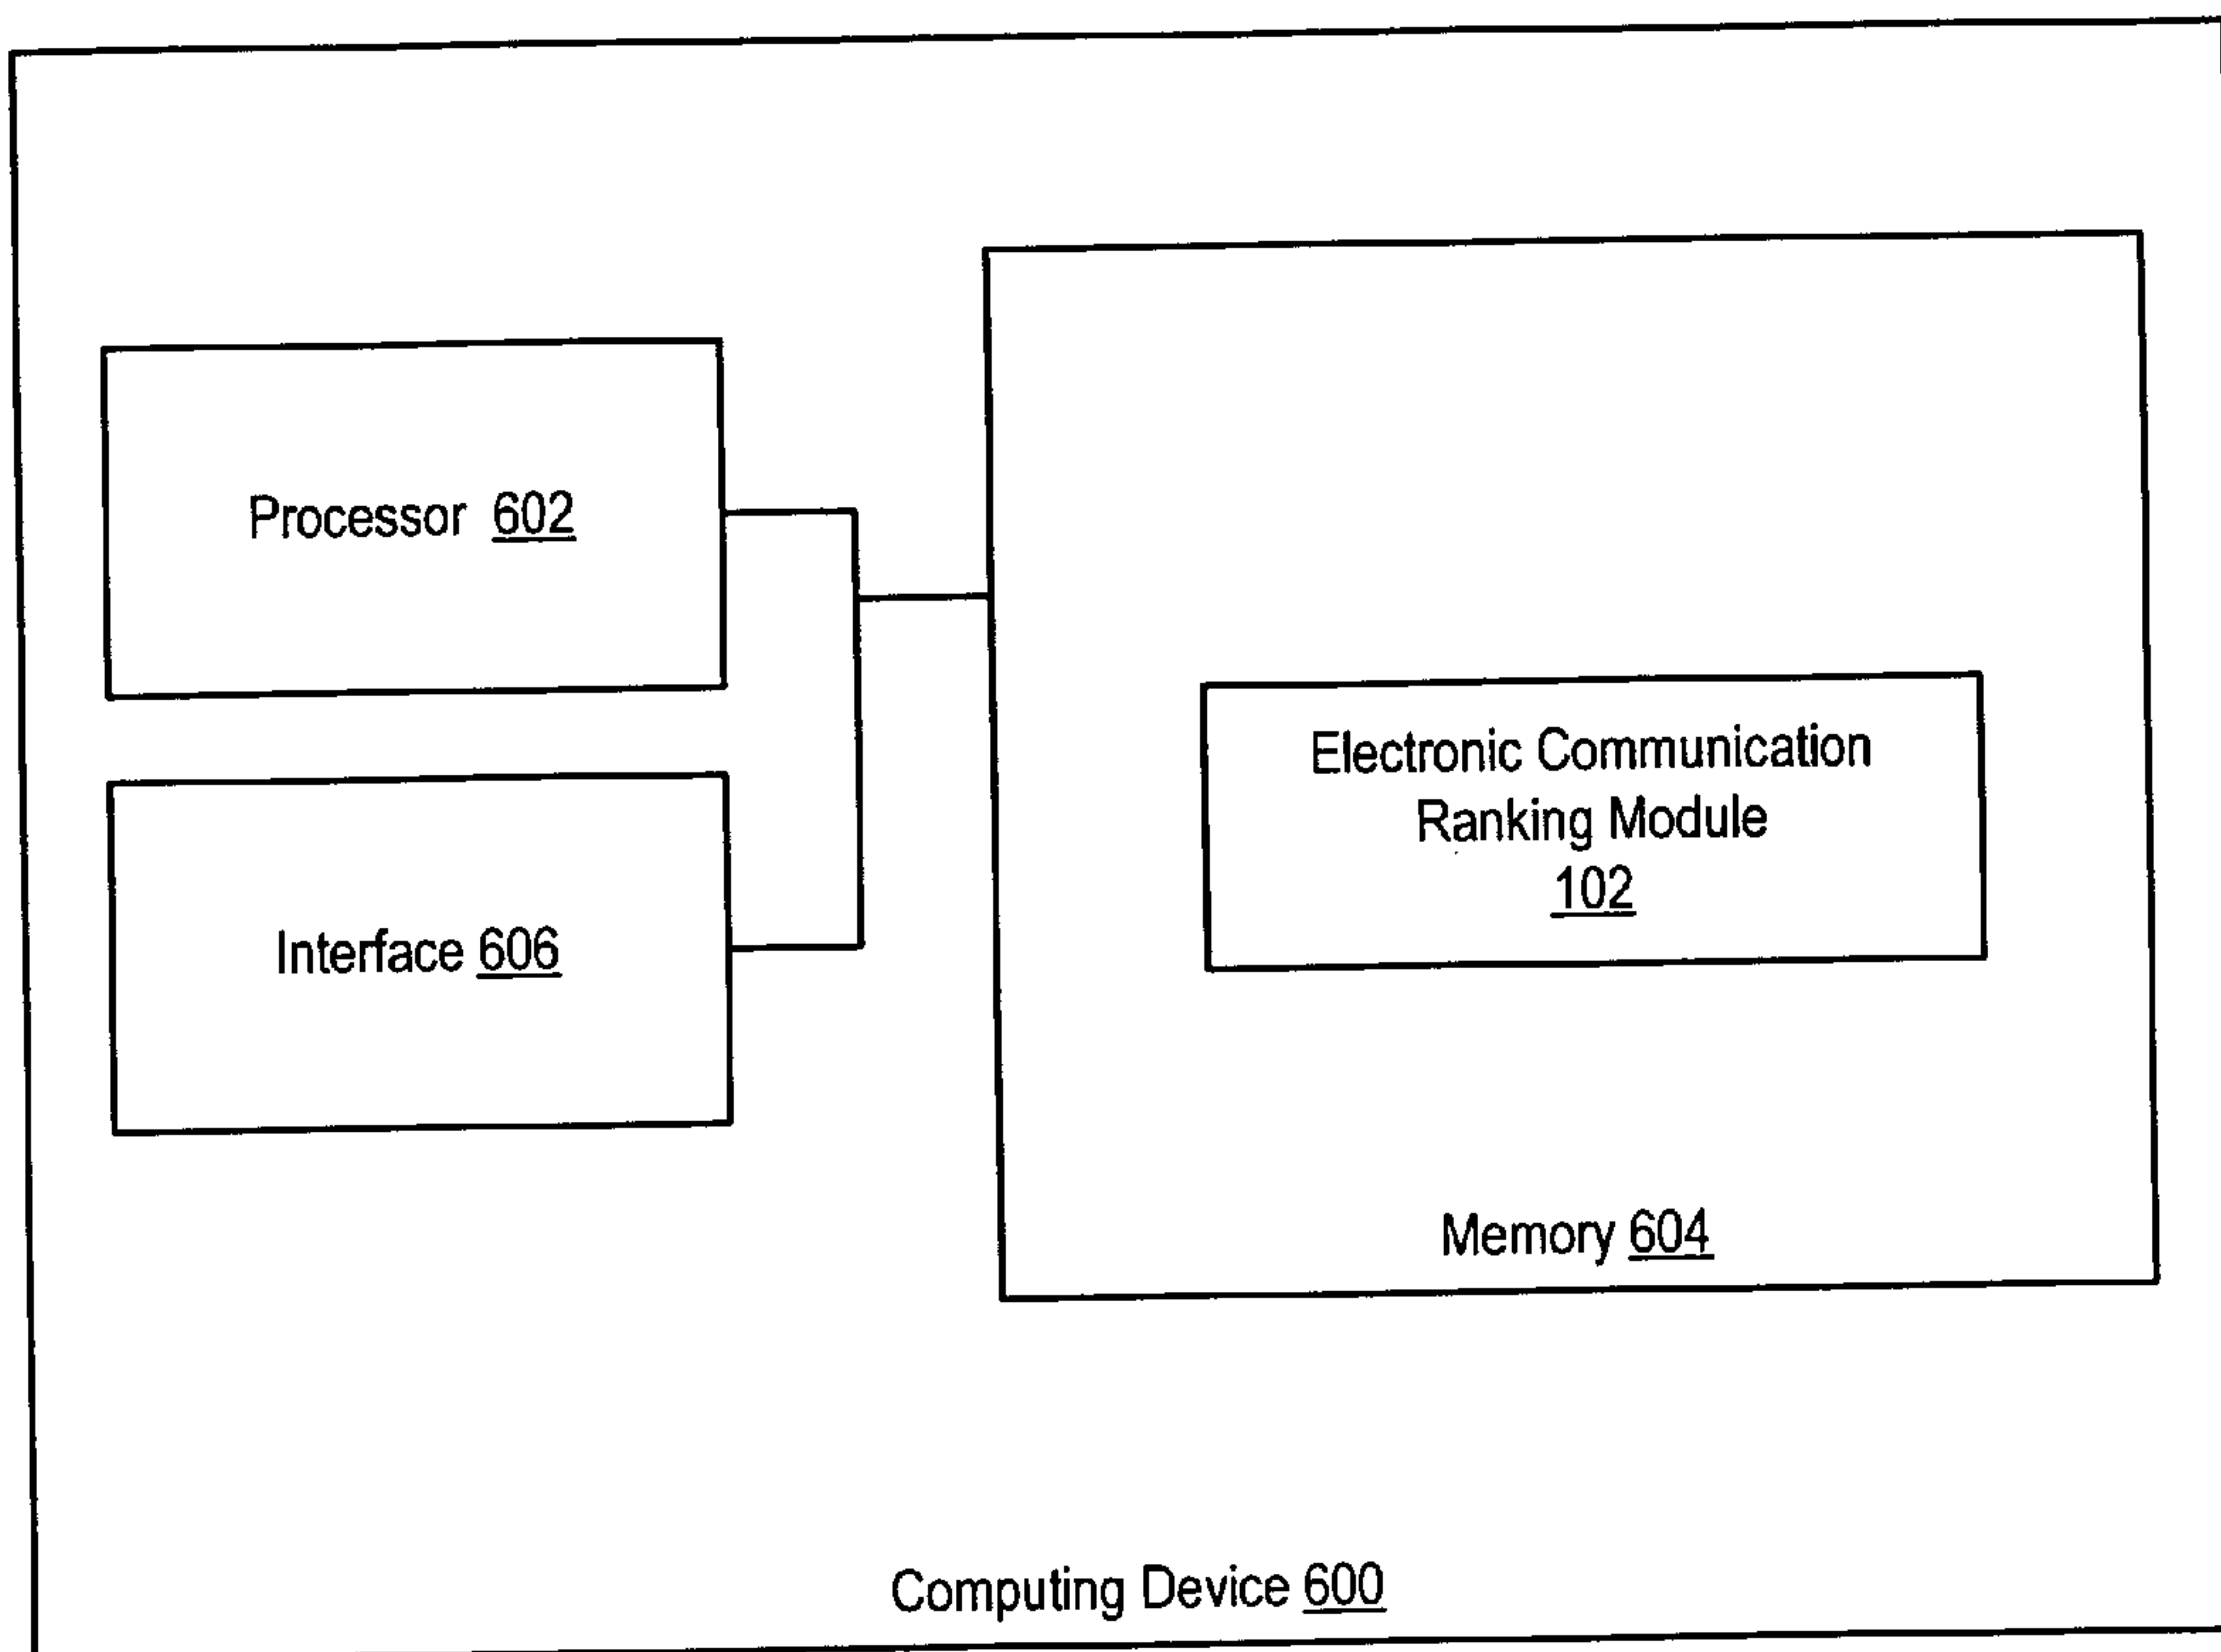 Processor 602
Interface 606
Electronic Communication
Ranking Module
102
Memory 604
Computing Device 600